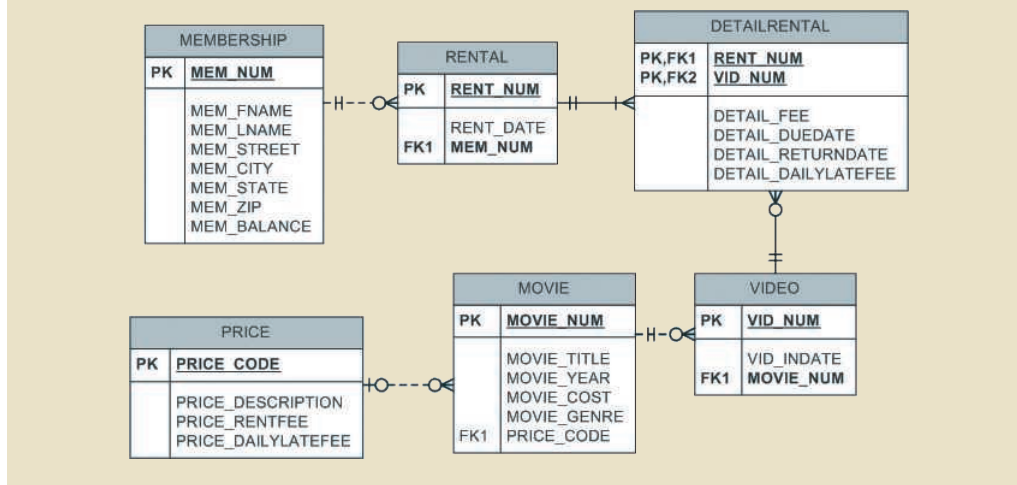 MEMBERSHIP
PK MEM_NUM
MEM_FNAME
MEM_LNAME
MEM_STREET
MEM_CITY
MEM_STATE
MEM_ZIP
MEM_BALANCE
RENTAL
PK RENT_NUM
RENT_DATE
FK1 MEM_NUM
DETAILRENTAL
PK,FK1 RENT_NUM
PK,FK2 VID_NUM
DETAIL_FEE
DETAIL_DUEDATE
DETAIL_RETURNDATE
DETAIL_DAILYLATEFEE
PRICE
PK PRICE_CODE
PRICE_DESCRIPTION
PRICE_RENTFEE
PRICE_DAILYLATEFEE
MOVIE
PK MOVIE_NUM
MOVIE_TITLE
MOVIE_YEAR
MOVIE_COST
MOVIE_GENRE
FK1 PRICE_CODE
VIDEO
PK VID_NUM
VID_INDATE
FK1 MOVIE_NUM